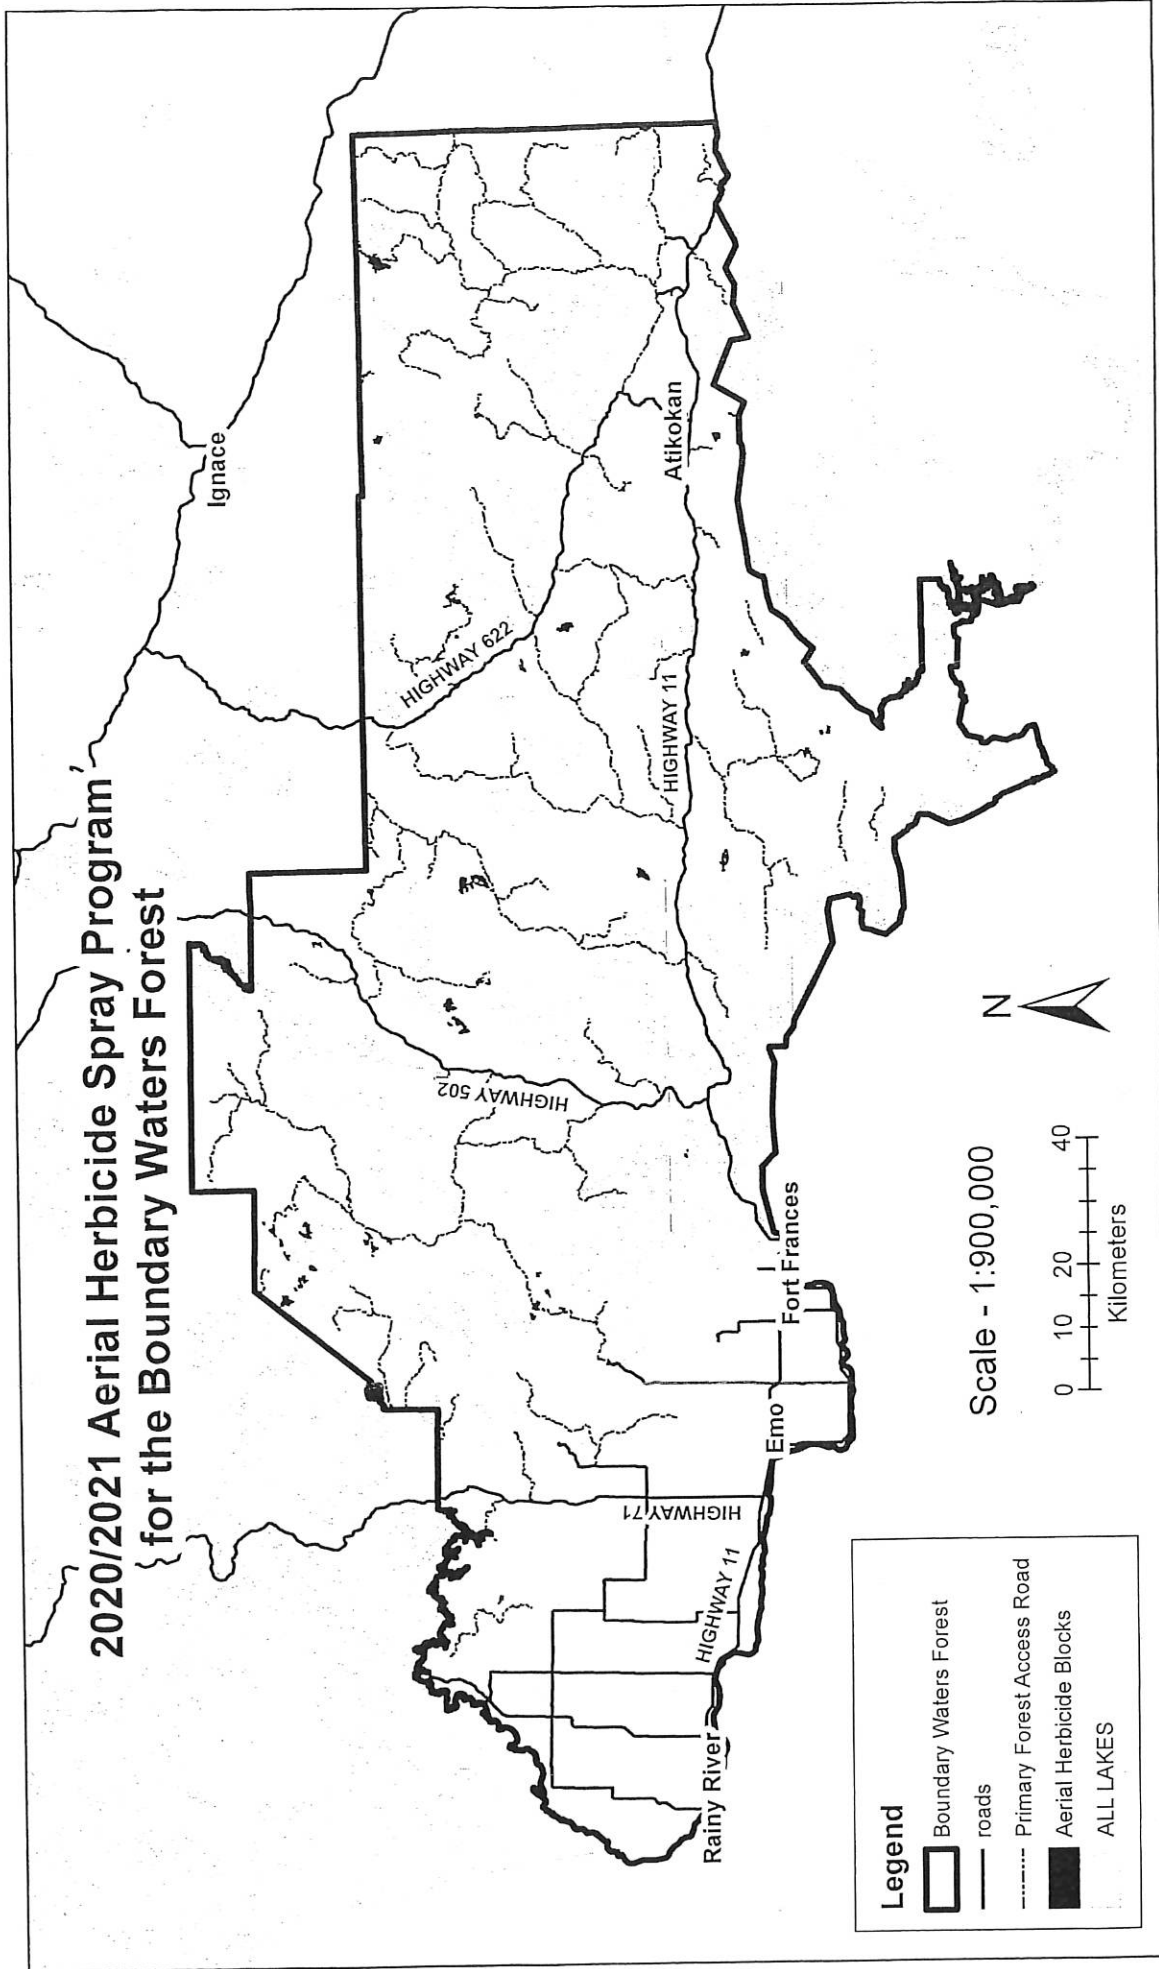 2020/2021 Aerial Herbicide Spray Program
for the Boundary Waters Forest
Ignace
HIGHWAY 622
HIGHWAY 502
HIGHWAY 11
Atikokan
HIGHWAY 71
HIGHWAY 11
Fort Frances
Emo
Rainy River
N
Scale - 1:900,000
0 10 20 40
Kilometers
Legend
Boundary Waters Forest
roads
Primary Forest Access Road
Aerial Herbicide Blocks
ALL LAKES